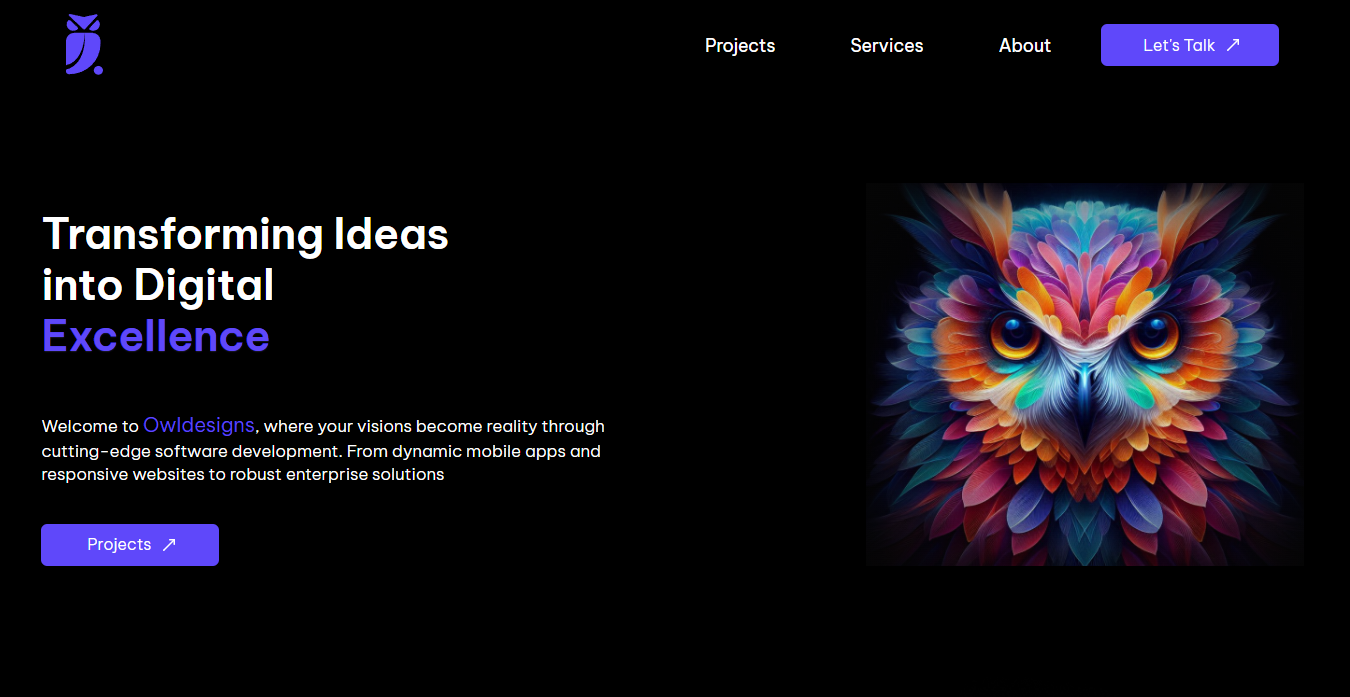 Projects
Services
About
Let's Talk ↗
Transforming Ideas
into Digital
Excellence
Welcome to Owldesigns, where your visions become reality through
cutting-edge software development. From dynamic mobile apps and
responsive websites to robust enterprise solutions
Projects ↗